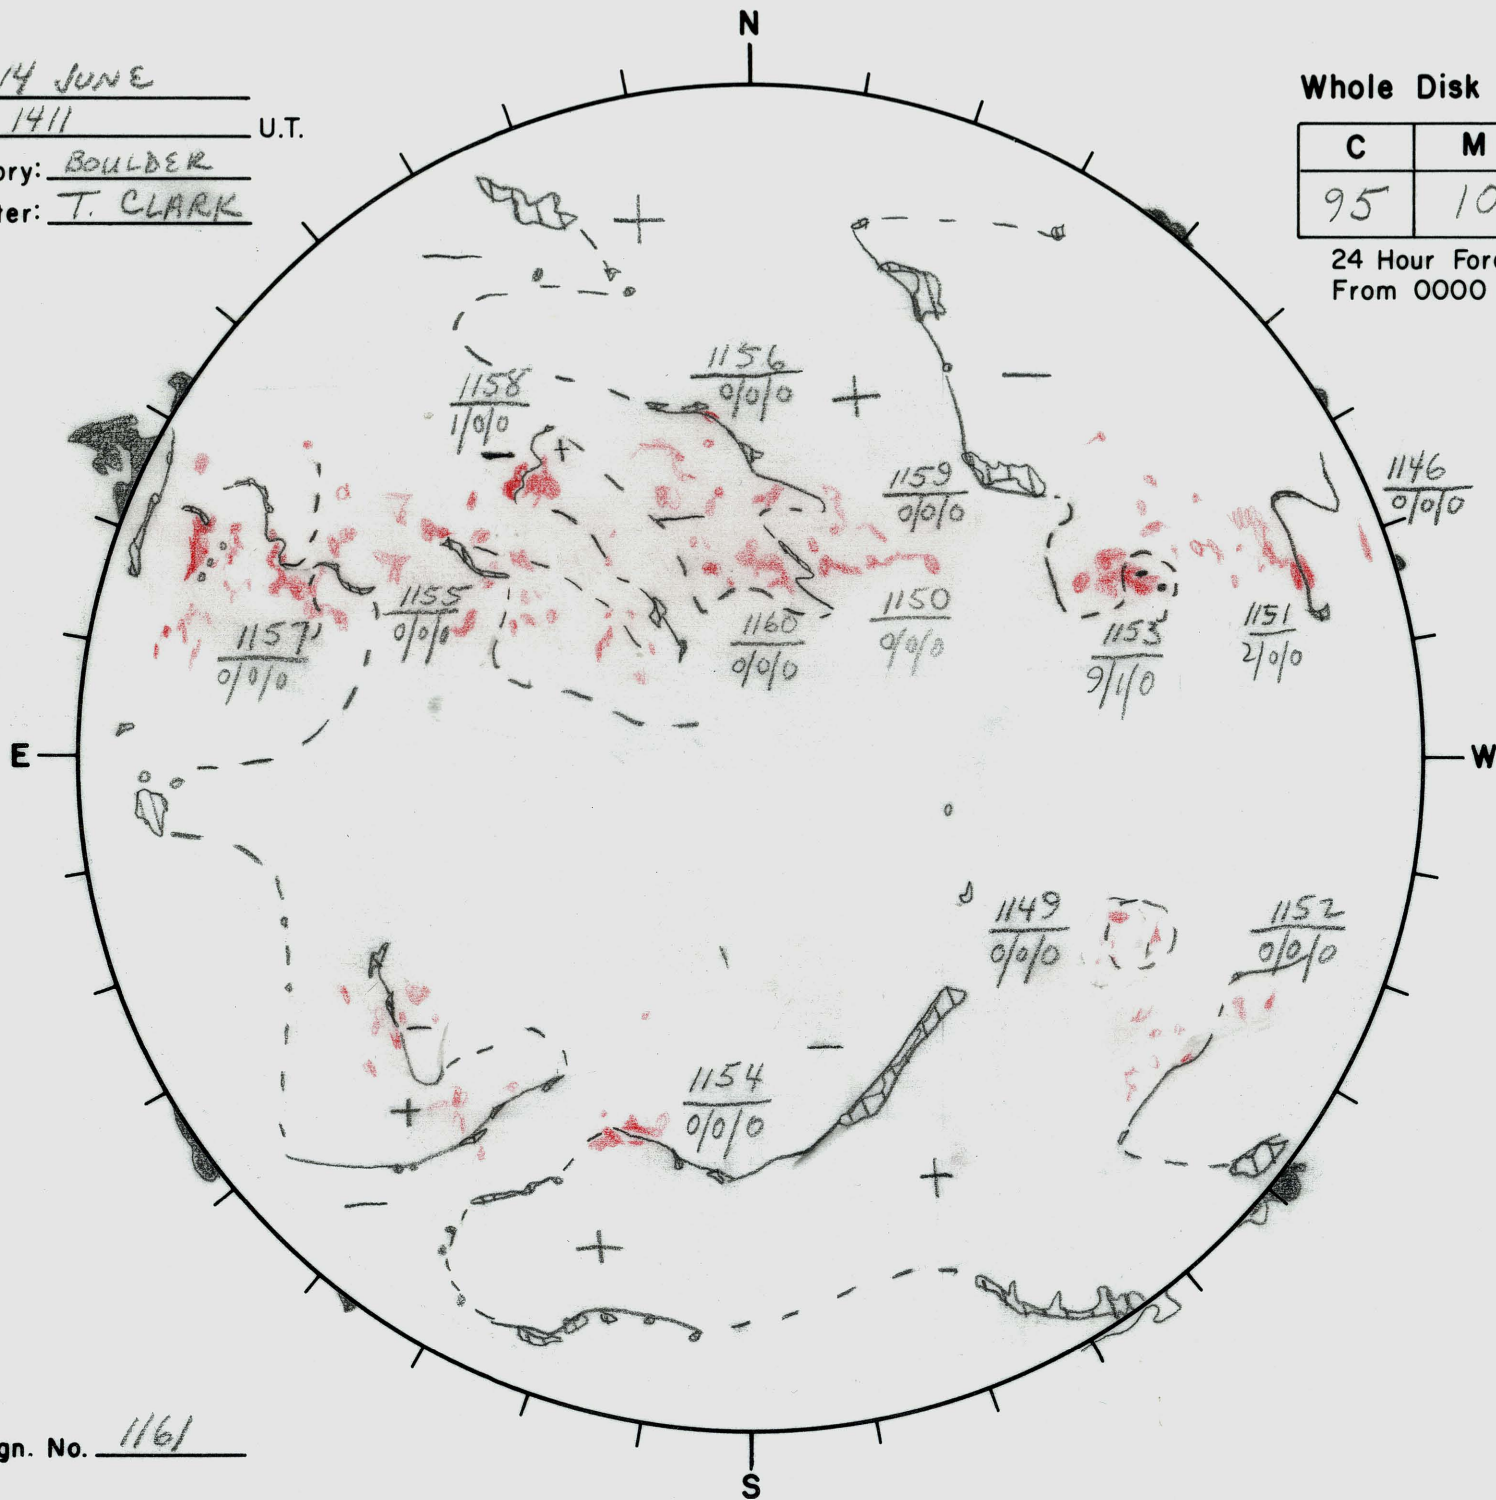 N
14 JUNE
1411 U.T.
ory: BOULDER
ter: T. CLARK
Whole Disk
C M
95 10
24 Hour Fore
From 0000
+
—
1156
0/0/0
1158
1/0/0
+
—
— +
1159
0/0/0
1146
0/0/0
1155
0/0/0
1150
0/0/0
1157
0/0/0
1160
0/0/0
1153
9/1/0
1151
2/0/0
E
W
1149
0/0/0
1152
0/0/0
—
1154
0/0/0
+
+
—
+
gn. No. 1161
S